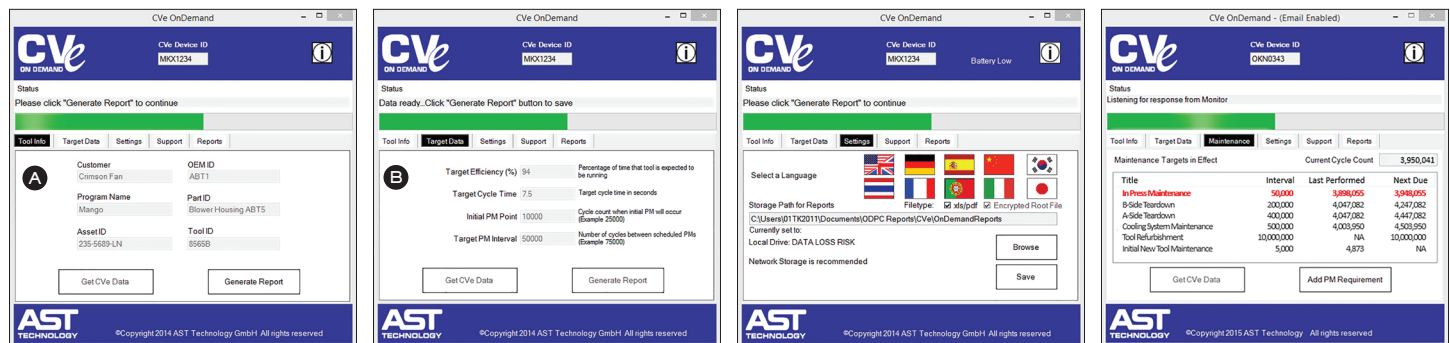 CVe OnDemand
CVe
ON DEMAND
CVe Device ID
MKX1234
Status
Please click "Generate Report" to continue
Tool Info Target Data Settings Support Reports
A
Customer OEM ID
Crimson Fan ABT1
Program Name Part ID
Mango Blower Housing ABT5
Asset ID Tool ID
235-5689-LN 8565B
Get CVe Data Generate Report
AST
TECHNOLOGY
©Copyright 2014 AST Technology GmbH All rights reserved
CVe OnDemand
CVe
ON DEMAND
CVe Device ID
MKX1234
Status
Data ready..Click "Generate Report" button to save
Tool Info Target Data Settings Support Reports
B
Target Efficiency (%) 94 Percentage of time that tool is expected to
be running
Target Cycle Time 7.5 Target cycle time in seconds
Initial PM Point 10000 Cycle count when initial PM will occur
(Example 25000)
Target PM Interval 50000 Number of cycles between scheduled PMs
(Example 75000)
Get CVe Data Generate Report
AST
TECHNOLOGY
©Copyright 2014 AST Technology GmbH All rights reserved
CVe OnDemand
CVe
ON DEMAND
CVe Device ID
MKX1234
Battery Low
Status
Please click "Generate Report" to continue
Tool Info Target Data Settings Support Reports
Select a Language
Storage Path for Reports Filetype: xls/pdf Encrypted Root File
C:\Users\01TK2011\Documents\ODPC Reports\CVe\OnDemandReports
Currently set to:
Local Drive: DATA LOSS RISK
Browse
Network Storage is recommended
Save
AST
TECHNOLOGY
©Copyright 2014 AST Technology GmbH All rights reserved
CVe OnDemand - (Email Enabled)
CVe
ON DEMAND
CVe Device ID
OKN0343
Status
Listening for response from Monitor
Tool Info Target Data Maintenance Settings Support Reports
Maintenance Targets in Effect Current Cycle Count 3,950,041
Title Interval Last Performed Next Due
In Press Maintenance 50,000 3,898,055 3,948,055
B-Side Teardown 200,000 4,047,082 4,247,082
A-Side Teardown 400,000 4,047,082 4,447,082
Cooling System Maintenance 500,000 4,003,950 4,503,950
Tool Refurbishment 10,000,000 NA 10,000,000
Initial New Tool Maintenance 5,000 4,873 NA
Get CVe Data Add PM Requirement
AST
TECHNOLOGY
©Copyright 2015 AST Technology All rights reserved